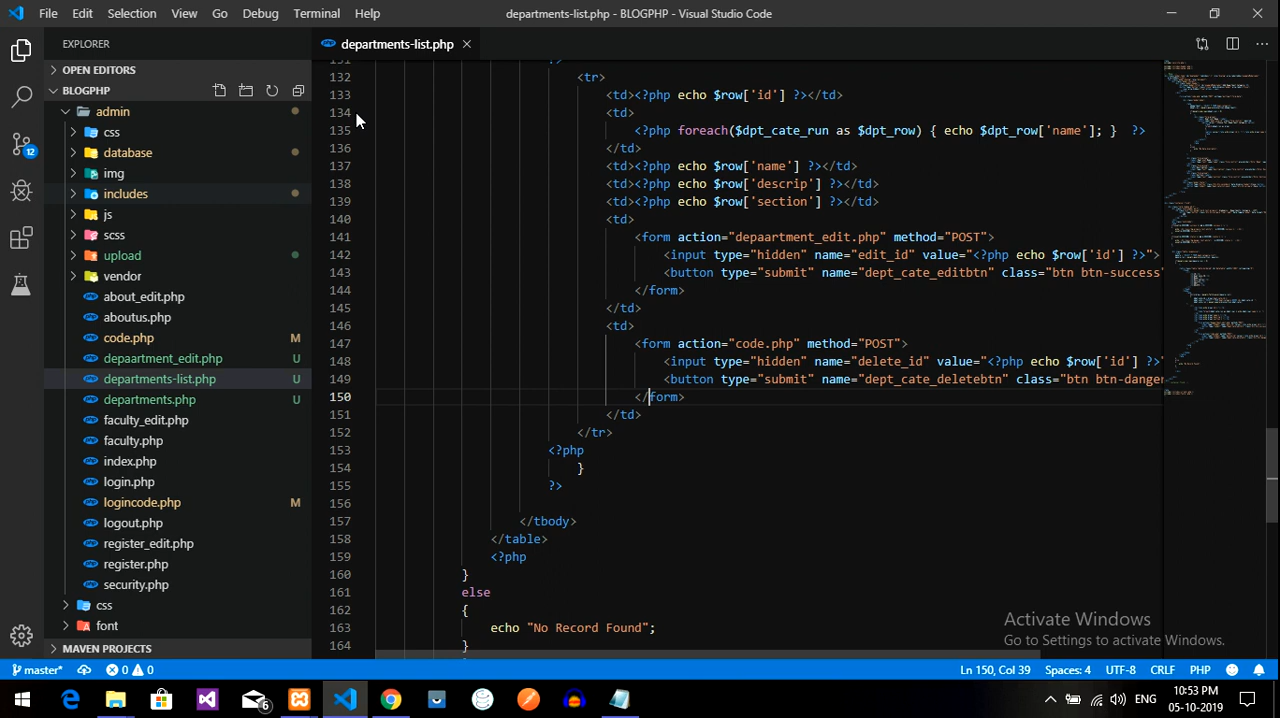 File Edit Selection View Go Debug Terminal Help
departments-list.php - BLOGPHP - Visual Studio Code
EXPLORER
departments-list.php
OPEN EDITORS
BLOGPHP
admin
css
database
img
includes
js
scss
upload
vendor
about_edit.php
aboutus.php
code.php M
depaartment_edit.php U
departments-list.php U
departments.php U
faculty_edit.php
faculty.php
index.php
login.php
logincode.php M
logout.php
register_edit.php
register.php
security.php
css
font
MAVEN PROJECTS
12
131 ?>
132 <tr>
133 <td><?php echo $row['id'] ?></td>
134 <td>
135 <?php foreach($dpt_cate_run as $dpt_row) { echo $dpt_row['name']; } ?>
136 </td>
137 <td><?php echo $row['name'] ?></td>
138 <td><?php echo $row['descrip'] ?></td>
139 <td><?php echo $row['section'] ?></td>
140 <td>
141 <form action="depaartment_edit.php" method="POST">
142 <input type="hidden" name="edit_id" value="<?php echo $row['id'] ?>">
143 <button type="submit" name="dept_cate_editbtn" class="btn btn-success"
144 </form>
145 </td>
146 <td>
147 <form action="code.php" method="POST">
148 <input type="hidden" name="delete_id" value="<?php echo $row['id'] ?>"
149 <button type="submit" name="dept_cate_deletebtn" class="btn btn-danger
150 </form>
151 </td>
152 </tr>
153 <?php
154 }
155 ?>
156
157 </tbody>
158 </table>
159 <?php
160 }
161 else
162 {
163 echo "No Record Found";
164 }
Activate Windows
Go to Settings to activate Windows.
master* 0 0 Ln 150, Col 39 Spaces: 4 UTF-8 CRLF PHP
6
ENG
10:53 PM
05-10-2019